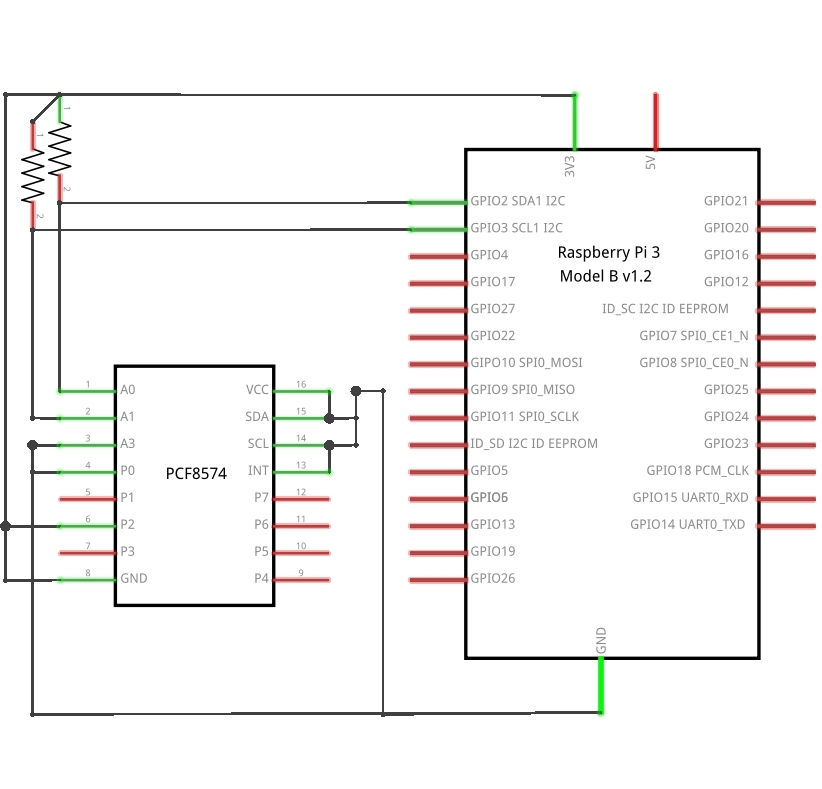 1
1
2
2
3V3
5V
GPIO2 SDA1 I2C
GPIO3 SCL1 I2C
GPIO4
GPIO17
GPIO27
GPIO22
GIPO10 SPI0_MOSI
GPIO9 SPI0_MISO
GPIO11 SPI0_SCLK
ID_SD I2C ID EEPROM
GPIO5
GPIO6
GPIO13
GPIO19
GPIO26
Raspberry Pi 3
Model B v1.2
GPIO21
GPIO20
GPIO16
GPIO12
ID_SC I2C ID EEPROM
GPIO7 SPI0_CE1_N
GPIO8 SPI0_CE0_N
GPIO25
GPIO24
GPIO23
GPIO18 PCM_CLK
GPIO15 UART0_RXD
GPIO14 UART0_TXD
GND
1 A0 VCC 16
2 A1 SDA 15
3 A3 SCL 14
4 P0 INT 13
PCF8574
5 P1 P7 12
6 P2 P6 11
7 P3 P5 10
8 GND P4 9